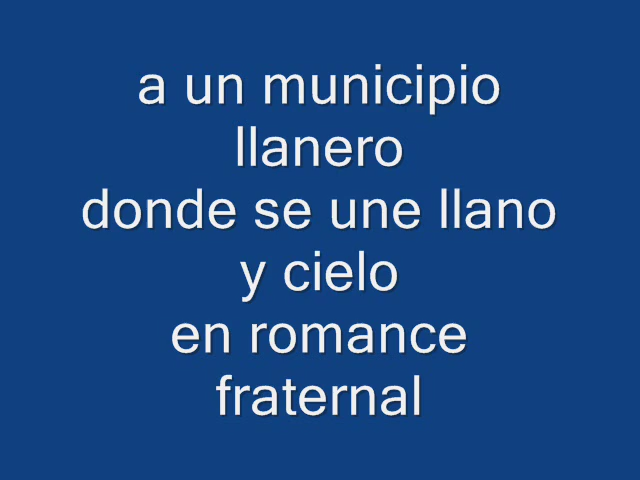 a un municipio
llanero
donde se une llano
y cielo
en romance
fraternal